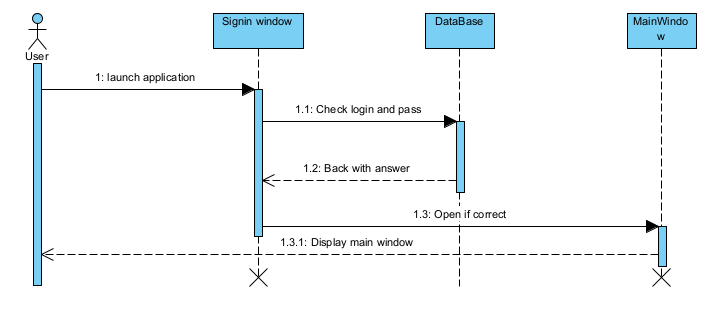 Signin window
DataBase
MainWindo
w
User
1: launch application
1.1: Check login and pass
1.2: Back with answer
1.3: Open if correct
1.3.1: Display main window